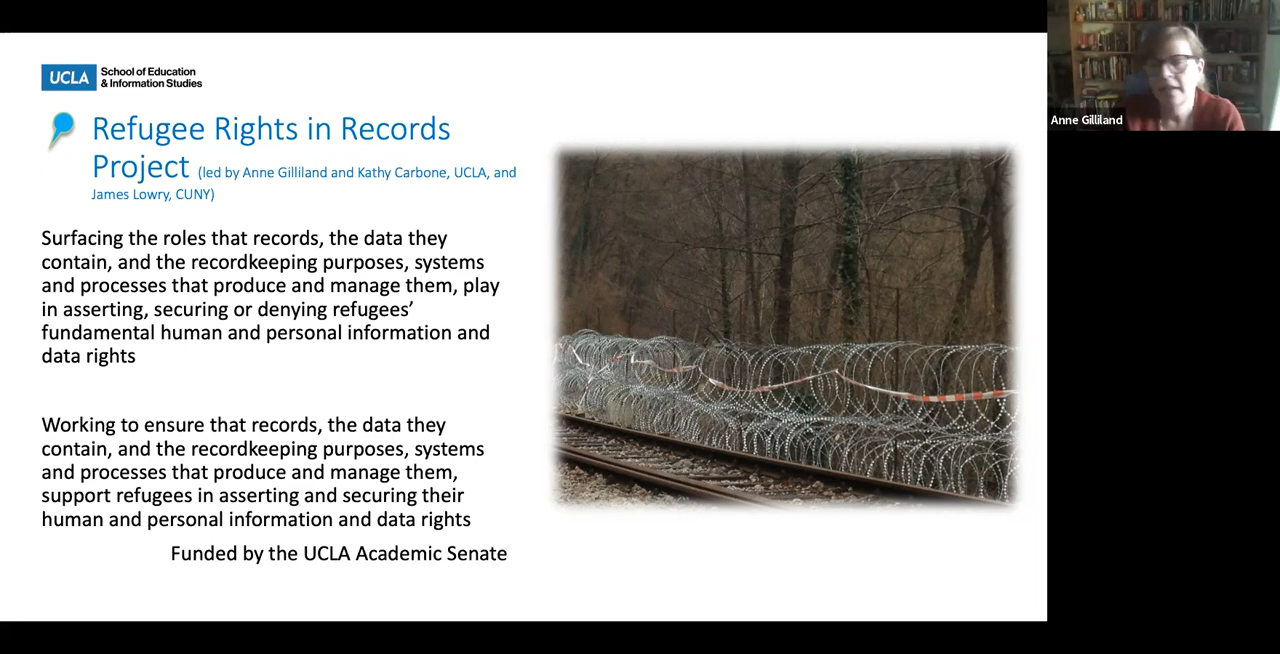 UCLA School of Education
& Information Studies
Refugee Rights in Records
Project (led by Anne Gilliland and Kathy Carbone, UCLA, and
James Lowry, CUNY)
Surfacing the roles that records, the data they
contain, and the recordkeeping purposes, systems
and processes that produce and manage them, play
in asserting, securing or denying refugees’
fundamental human and personal information and
data rights
Working to ensure that records, the data they
contain, and the recordkeeping purposes, systems
and processes that produce and manage them,
support refugees in asserting and securing their
human and personal information and data rights
Funded by the UCLA Academic Senate
Anne Gilliland